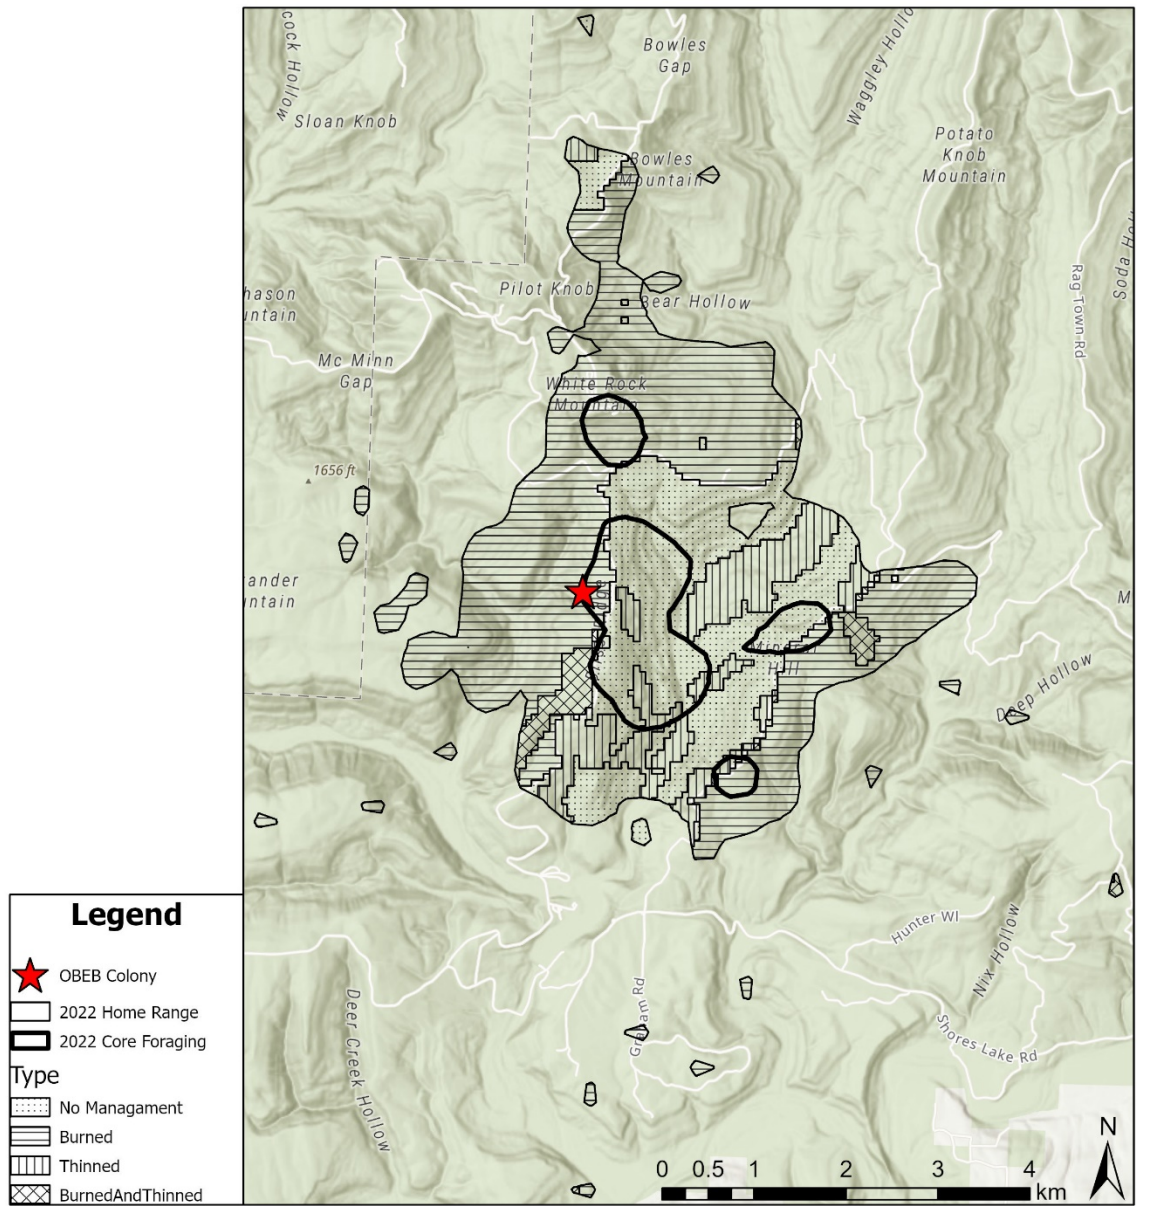 cock Hollow
Bowles
Gap
Waggley Hollo
Sloan Knob
Potato
Knob
Mountain
Bowles
Mountain
Soda Holl
Rag Town Rd
hason
untain
Pilot Knob
Bear Hollow
Mc Minn
Gap
White Rock
Mountain
1656 ft
ander
untain
M
Hill
Deep Hollow
Hunter Wl
Nix Hollow
Deer Creek Hollow
Graham Rd
Shores Lake Rd
Legend
OBEB Colony
2022 Home Range
2022 Core Foraging
Type
No Managament
Burned
Thinned
BurnedAndThinned
N
0 0.5 1 2 3 4
km